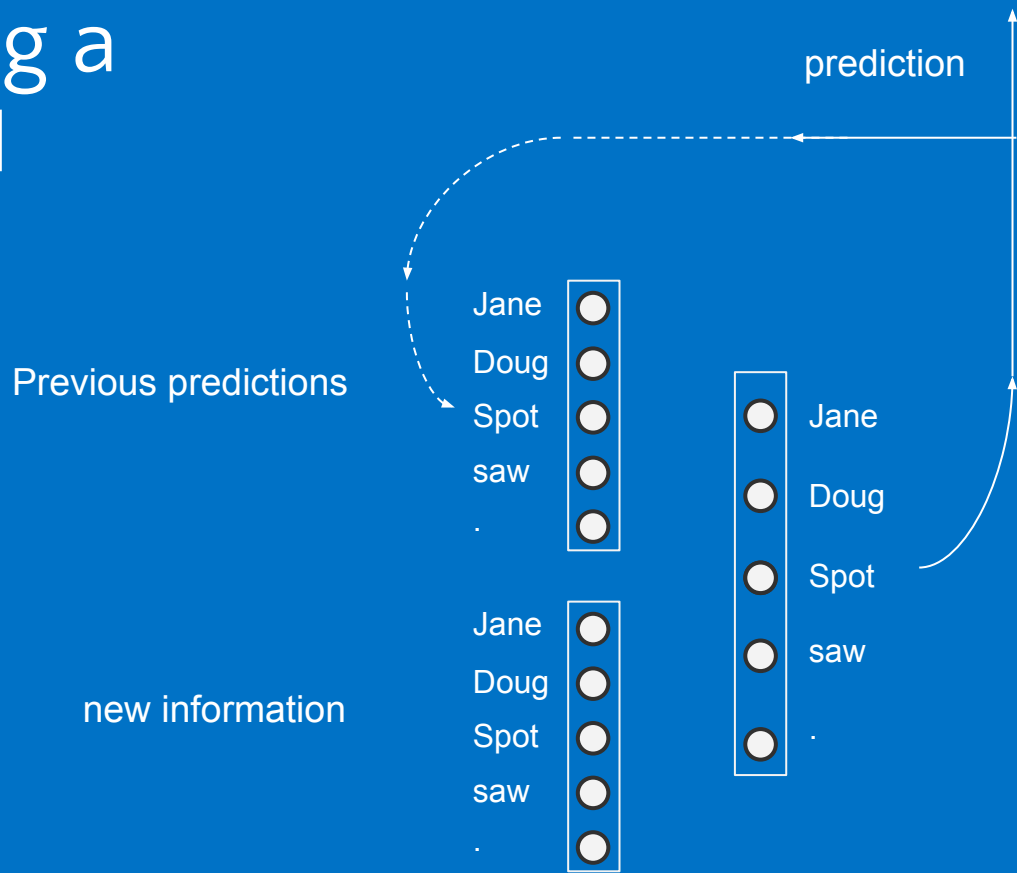 g a
prediction
Previous predictions
Jane
Doug
Spot
saw
.
new information
Jane
Doug
Spot
saw
.
Jane
Doug
Spot
saw
.